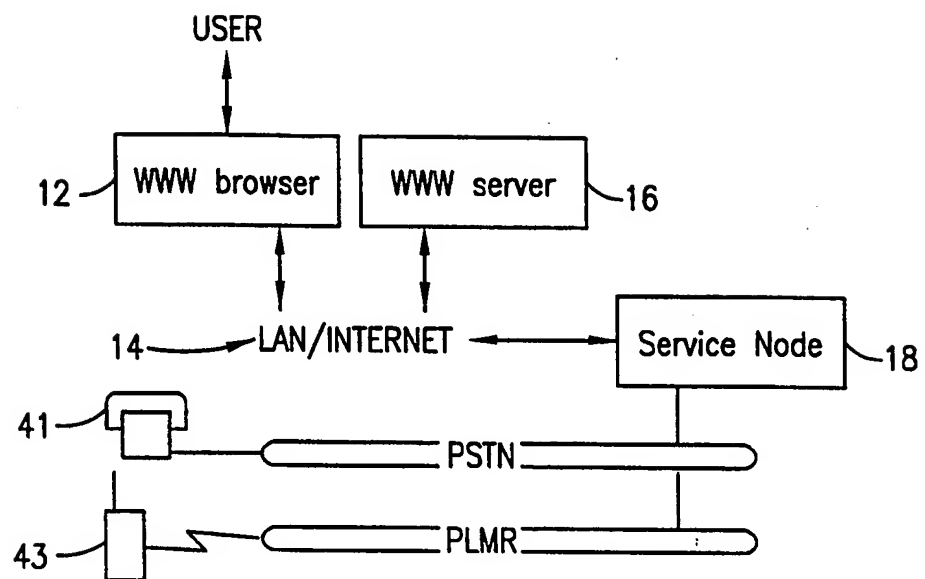 USER
12 WWW browser WWW server 16
14 LAN/INTERNET Service Node 18
41 PSTN
43 PLMR